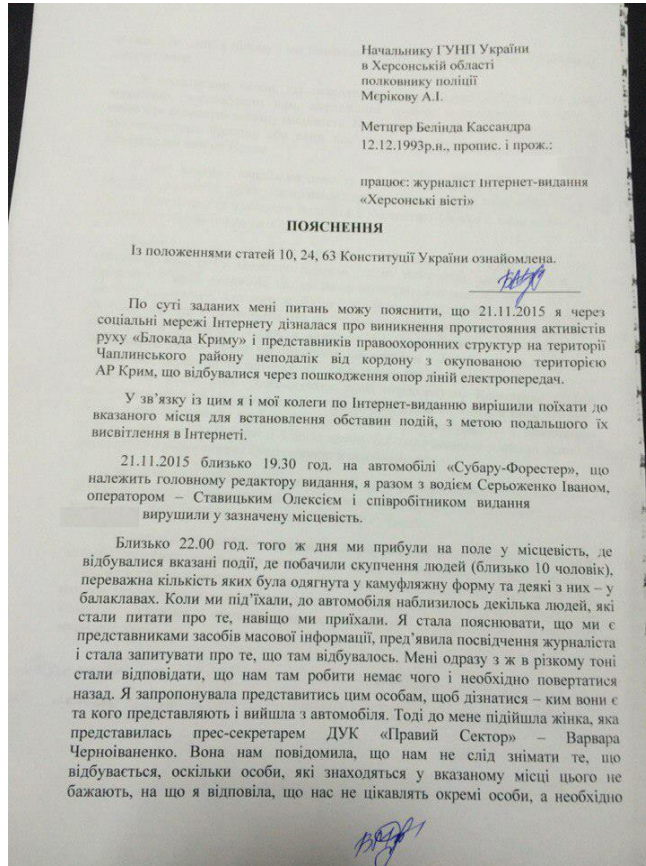 Начальнику ГУНП України
в Херсонській області
полковнику поліції
Мєрікову А.І.
Метцгер Белінда Кассандра
12.12.1993р.н., пропис. і прож.:
працює: журналіст Інтернет-видання
«Херсонські вісті»
ПОЯСНЕННЯ
Із положеннями статей 10, 24, 63 Конституції України ознайомлена.
По суті заданих мені питань можу пояснити, що 21.11.2015 я через
соціальні мережі Інтернету дізналася про виникнення протистояння активістів
руху «Блокада Криму» і представників правоохоронних структур на території
Чаплинського району неподалік від кордону з окупованою територією
АР Крим, що відбувалися через пошкодження опор ліній електропередач.
У зв’язку із цим я і мої колеги по Інтернет-виданню вирішили поїхати до
вказаного місця для встановлення обставин подій, з метою подальшого їх
висвітлення в Інтернеті.
21.11.2015 близько 19.30 год. на автомобілі «Субару-Форестер», що
належить головному редактору видання, я разом з водієм Серьоженко Іваном,
оператором – Ставицьким Олексієм і співробітником видання
вирушили у зазначену місцевість.
Близько 22.00 год. того ж дня ми прибули на поле у місцевість, де
відбувалися вказані події, де побачили скупчення людей (близько 10 чоловік),
переважна кількість яких була одягнута у камуфляжну форму та деякі з них – у
балаклавах. Коли ми під’їхали, до автомобіля наблизилось декілька людей, які
стали питати про те, навіщо ми приїхали. Я стала пояснювати, що ми є
представниками засобів масової інформації, пред’явила посвідчення журналіста
і стала запитувати про те, що там відбувалось. Мені одразу з ж в різкому тоні
стали відповідати, що нам там робити немає чого і необхідно повертатися
назад. Я запропонувала представитись цим особам, щоб дізнатися – ким вони є
та кого представляють і вийшла з автомобіля. Тоді до мене підійшла жінка, яка
представилась прес-секретарем ДУК «Правий Сектор» – Варвара
Черноіваненко. Вона нам повідомила, що нам не слід знімати те, що
відбувається, оскільки особи, які знаходяться у вказаному місці цього не
бажають, на що я відповіла, що нас не цікавлять окремі особи, а необхідно